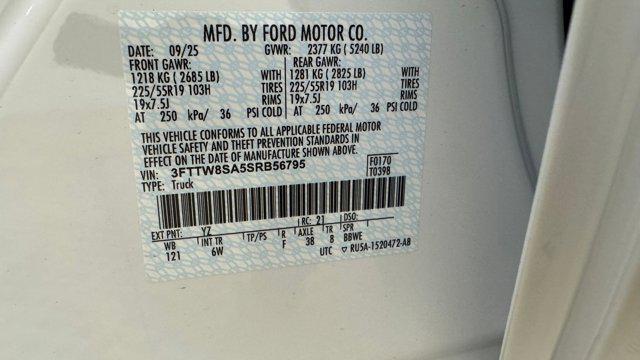 MFD. BY FORD MOTOR CO.
DATE: 09/25 GVWR: 2377 KG ( 5240 LB)
FRONT GAWR: REAR GAWR:
1218 KG ( 2685 LB) WITH 1281 KG ( 2825 LB) WITH
225/55R19 103H TIRES 225/55R19 103H TIRES
19x7.5J RIMS 19x7.5J RIMS
AT 250 kPa/ 36 PSI COLD AT 250 kPa/ 36 PSI COLD
THIS VEHICLE CONFORMS TO ALL APPLICABLE FEDERAL MOTOR
VEHICLE SAFETY AND THEFT PREVENTION STANDARDS IN
EFFECT ON THE DATE OF MANUFACTURE SHOWN ABOVE.
VIN: 3FTTW8SA5SRB56795 F0170
TYPE: Truck T0398
EXT PNT: YZ RC: 21 DSO:
WB INT TR TP/PS R AXLE TR SPR
121 6W F 38 8 BBWE
UTC ▽ RU5A-1520472-AB